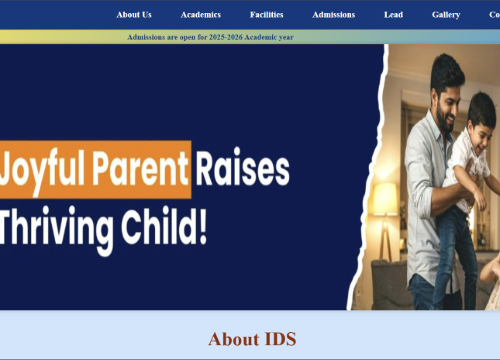 About Us Academics Facilities Admissions Lead Gallery
Admissions are open for 2025-2026 Academic year
Joyful Parent Raises
Thriving Child!
About IDS